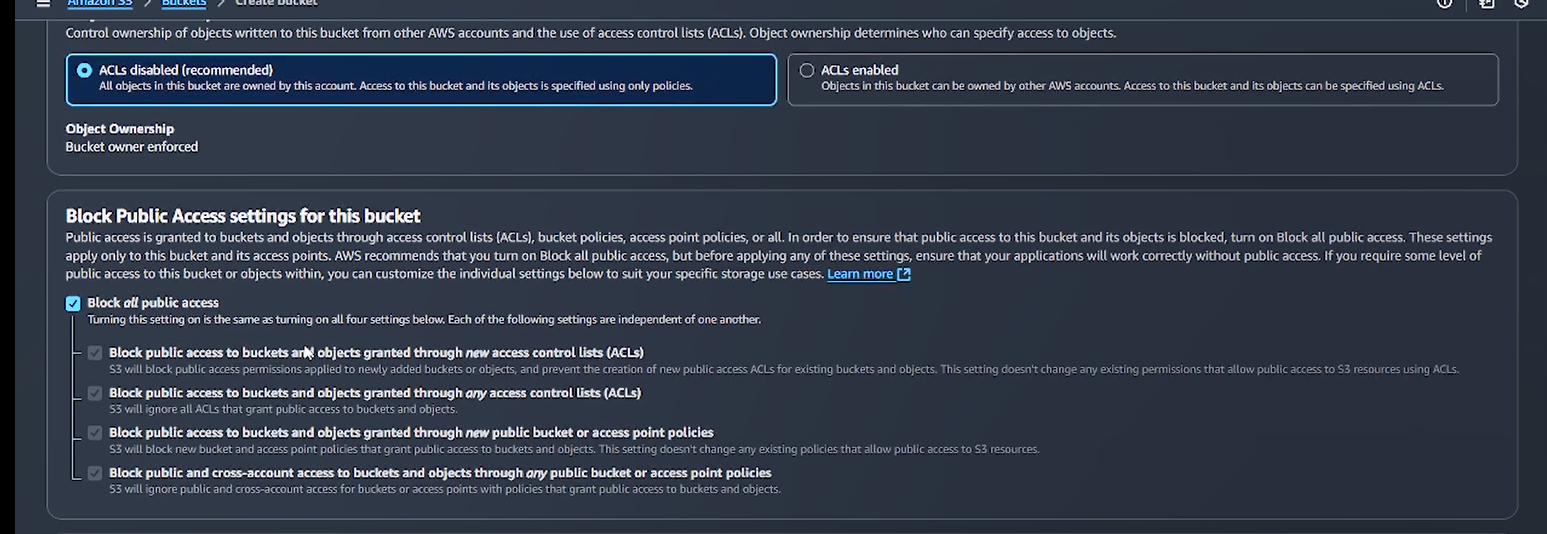 Amazon S3 > Buckets > Create bucket
Control ownership of objects written to this bucket from other AWS accounts and the use of access control lists (ACLs). Object ownership determines who can specify access to objects.
ACLs disabled (recommended)
All objects in this bucket are owned by this account. Access to this bucket and its objects is specified using only policies.
ACLs enabled
Objects in this bucket can be owned by other AWS accounts. Access to this bucket and its objects can be specified using ACLs.
Object Ownership
Bucket owner enforced
Block Public Access settings for this bucket
Public access is granted to buckets and objects through access control lists (ACLs), bucket policies, access point policies, or all. In order to ensure that public access to this bucket and its objects is blocked, turn on Block all public access. These settings
apply only to this bucket and its access points. AWS recommends that you turn on Block all public access, but before applying any of these settings, ensure that your applications will work correctly without public access. If you require some level of
public access to this bucket or objects within, you can customize the individual settings below to suit your specific storage use cases. Learn more
Block all public access
Turning this setting on is the same as turning on all four settings below. Each of the following settings are independent of one another.
Block public access to buckets and objects granted through new access control lists (ACLs)
S3 will block public access permissions applied to newly added buckets or objects, and prevent the creation of new public access ACLs for existing buckets and objects. This setting doesn't change any existing permissions that allow public access to S3 resources using ACLs.
Block public access to buckets and objects granted through any access control lists (ACLs)
S3 will ignore all ACLs that grant public access to buckets and objects.
Block public access to buckets and objects granted through new public bucket or access point policies
S3 will block new bucket and access point policies that grant public access to buckets and objects. This setting doesn't change any existing policies that allow public access to S3 resources.
Block public and cross-account access to buckets and objects through any public bucket or access point policies
S3 will ignore public and cross-account access for buckets or access points with policies that grant public access to buckets and objects.